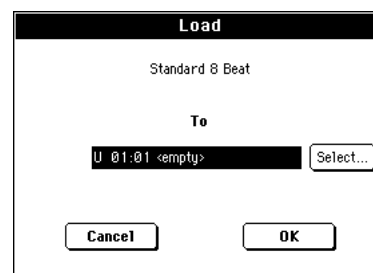 Load
Standard 8 Beat
To
U 01:01 <empty> Select...
Cancel OK